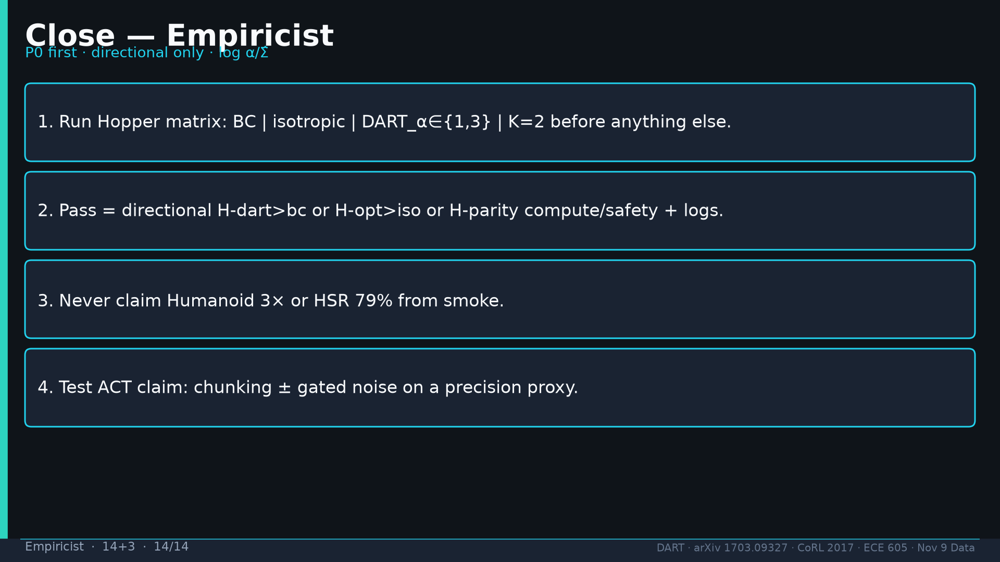 Close — Empiricist
P0 first · directional only · log α/Σ̂
1. Run Hopper matrix: BC | isotropic | DART_α∈{1,3} | K=2 before anything else.
2. Pass = directional H-dart>bc or H-opt>iso or H-parity compute/safety + logs.
3. Never claim Humanoid 3× or HSR 79% from smoke.
4. Test ACT claim: chunking ± gated noise on a precision proxy.
Empiricist · 14+3 · 14/14
DART · arXiv 1703.09327 · CoRL 2017 · ECE 605 · Nov 9 Data